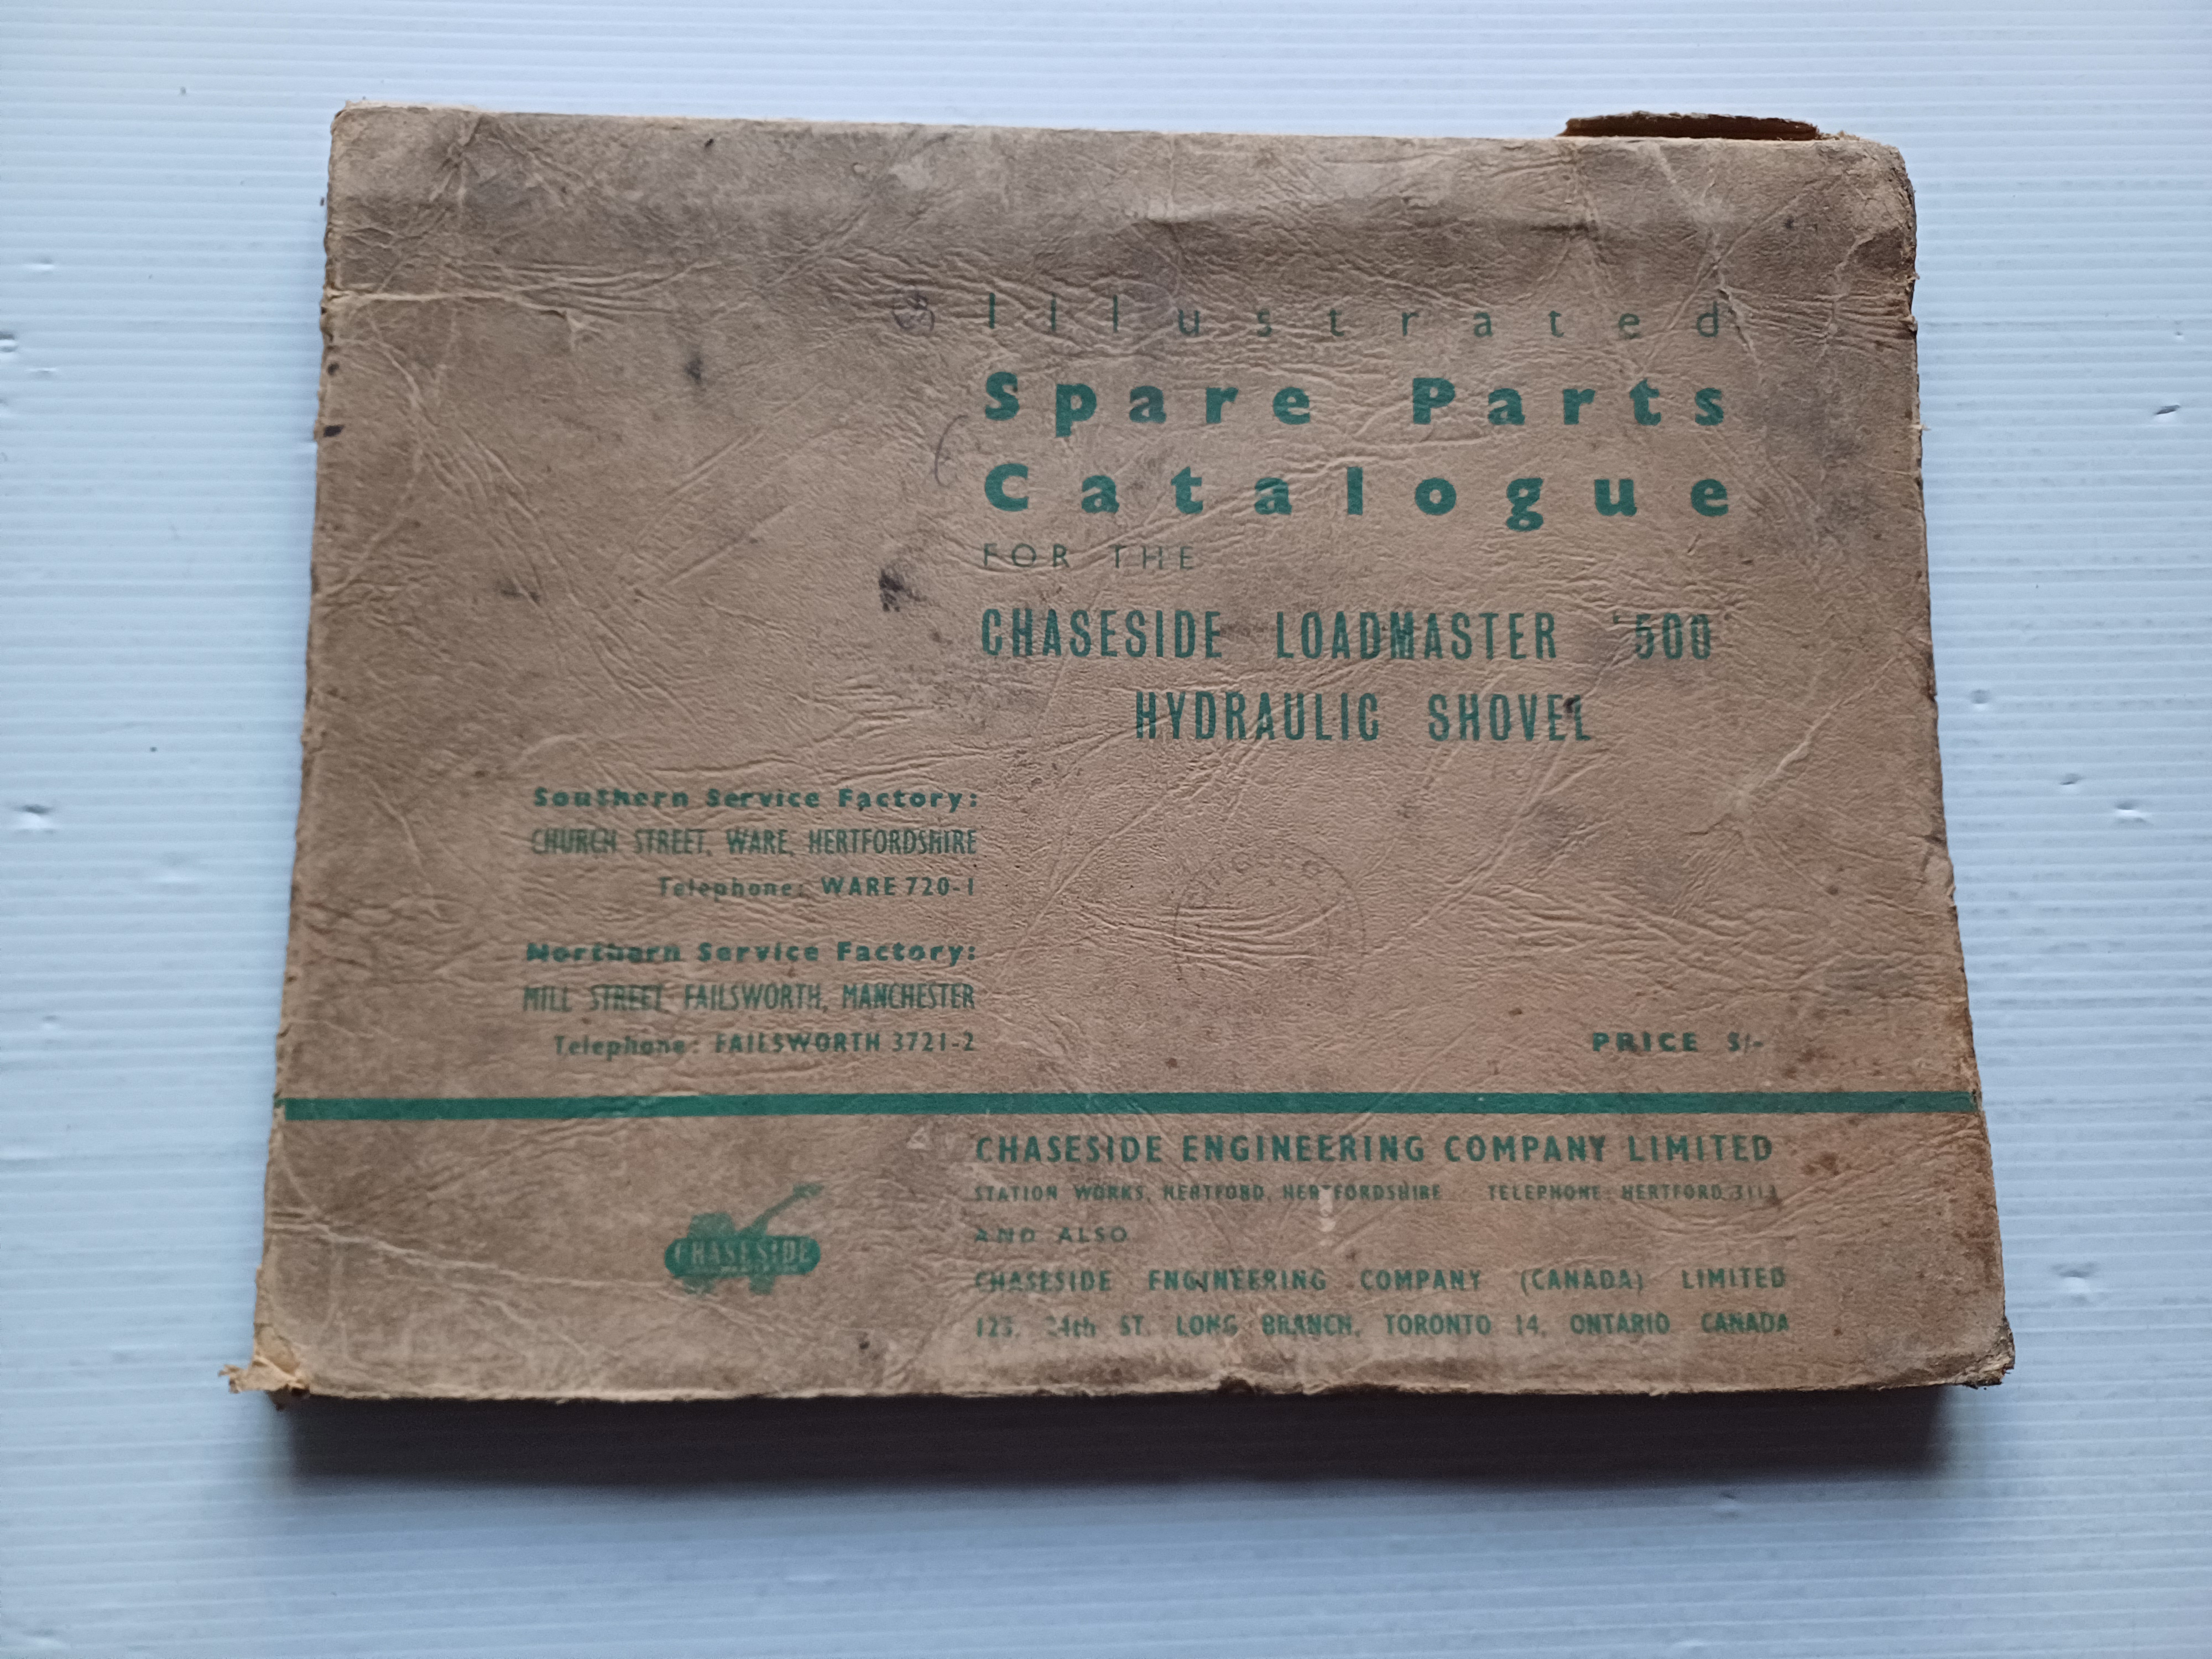 Illustrated
Spare Parts
Catalogue
FOR THE
CHASESIDE LOADMASTER '500'
HYDRAULIC SHOVEL
Southern Service Factory:
CHURCH STREET, WARE, HERTFORDSHIRE
Telephone: WARE 720-1
Northern Service Factory:
MILL STREET, FAILSWORTH, MANCHESTER
Telephone: FAILSWORTH 3721-2
PRICE 5/-
CHASESIDE ENGINEERING COMPANY LIMITED
STATION WORKS, HERTFORD, HERTFORDSHIRE TELEPHONE: HERTFORD
AND ALSO
CHASESIDE
CHASESIDE ENGINEERING COMPANY (CANADA) LIMITED
ST. LONG BRANCH, TORONTO 14, ONTARIO CANADA